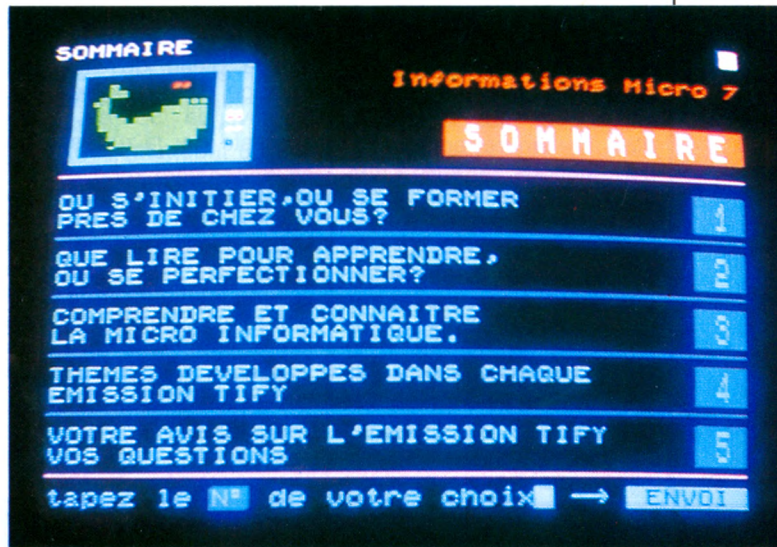 SOMMAIRE
Informations Micro 7
SOMMAIRE
OU S'INITIER,OU SE FORMER
PRES DE CHEZ VOUS?
1
QUE LIRE POUR APPRENDRE,
OU SE PERFECTIONNER?
2
COMPRENDRE ET CONNAITRE
LA MICRO INFORMATIQUE.
3
THEMES DEVELOPPES DANS CHAQUE
EMISSION TIFY
4
VOTRE AVIS SUR L'EMISSION TIFY
VOS QUESTIONS
5
tapez le N° de votre choix → ENVOI